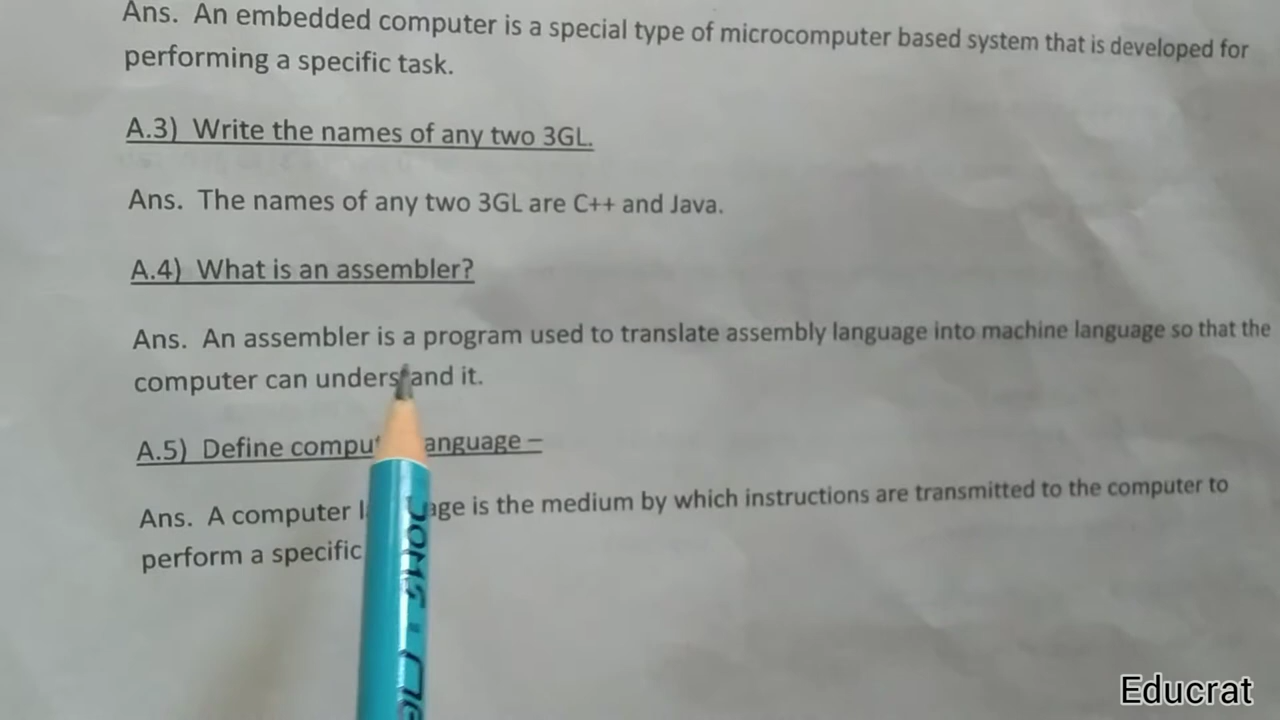 Ans. An embedded computer is a special type of microcomputer based system that is developed for
performing a specific task.
A.3) Write the names of any two 3GL.
Ans. The names of any two 3GL are C++ and Java.
A.4) What is an assembler?
Ans. An assembler is a program used to translate assembly language into machine language so that the
computer can understand it.
A.5) Define computer language –
Ans. A computer language is the medium by which instructions are transmitted to the computer to
perform a specific
Educrat